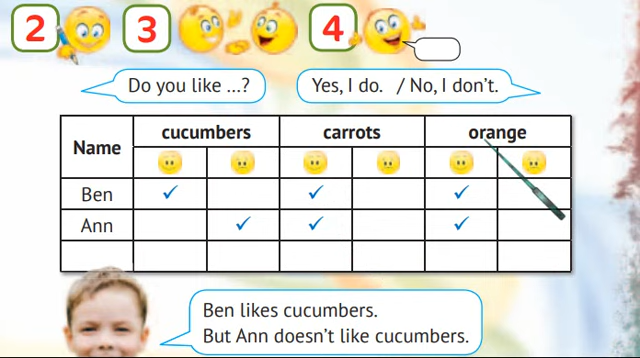 2 3 4
Do you like ...? Yes, I do. / No, I don't.
Name cucumbers carrots orange
Ben ✓ ✓ ✓
Ann ✓ ✓ ✓
Ben likes cucumbers.
But Ann doesn't like cucumbers.